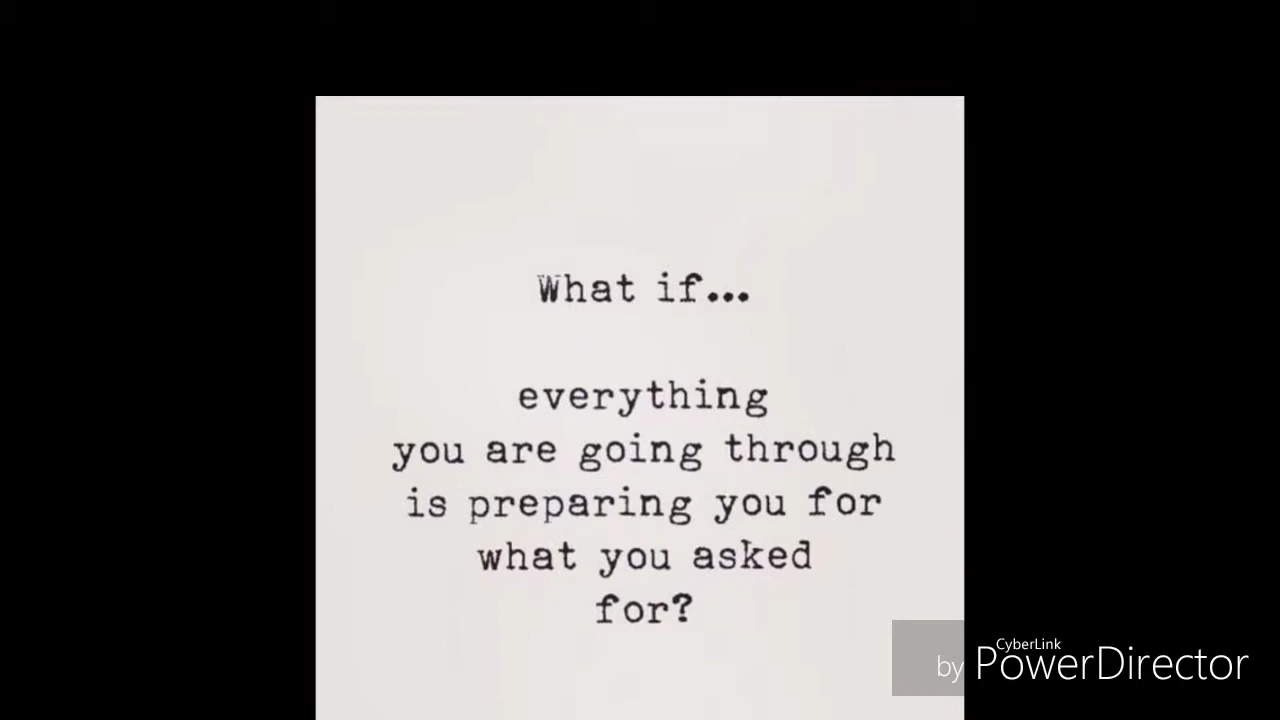 What if...
everything
you are going through
is preparing you for
what you asked
for?
CyberLink
by PowerDirector